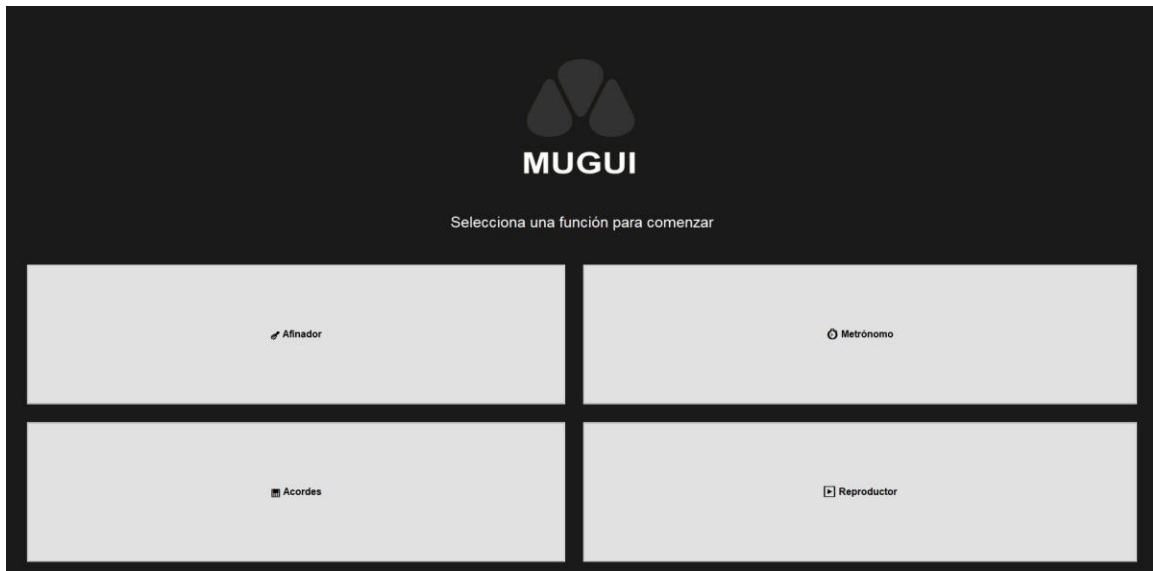 MUGUI
Selecciona una función para comenzar
Afinador
Metrónomo
Acordes
Reproductor